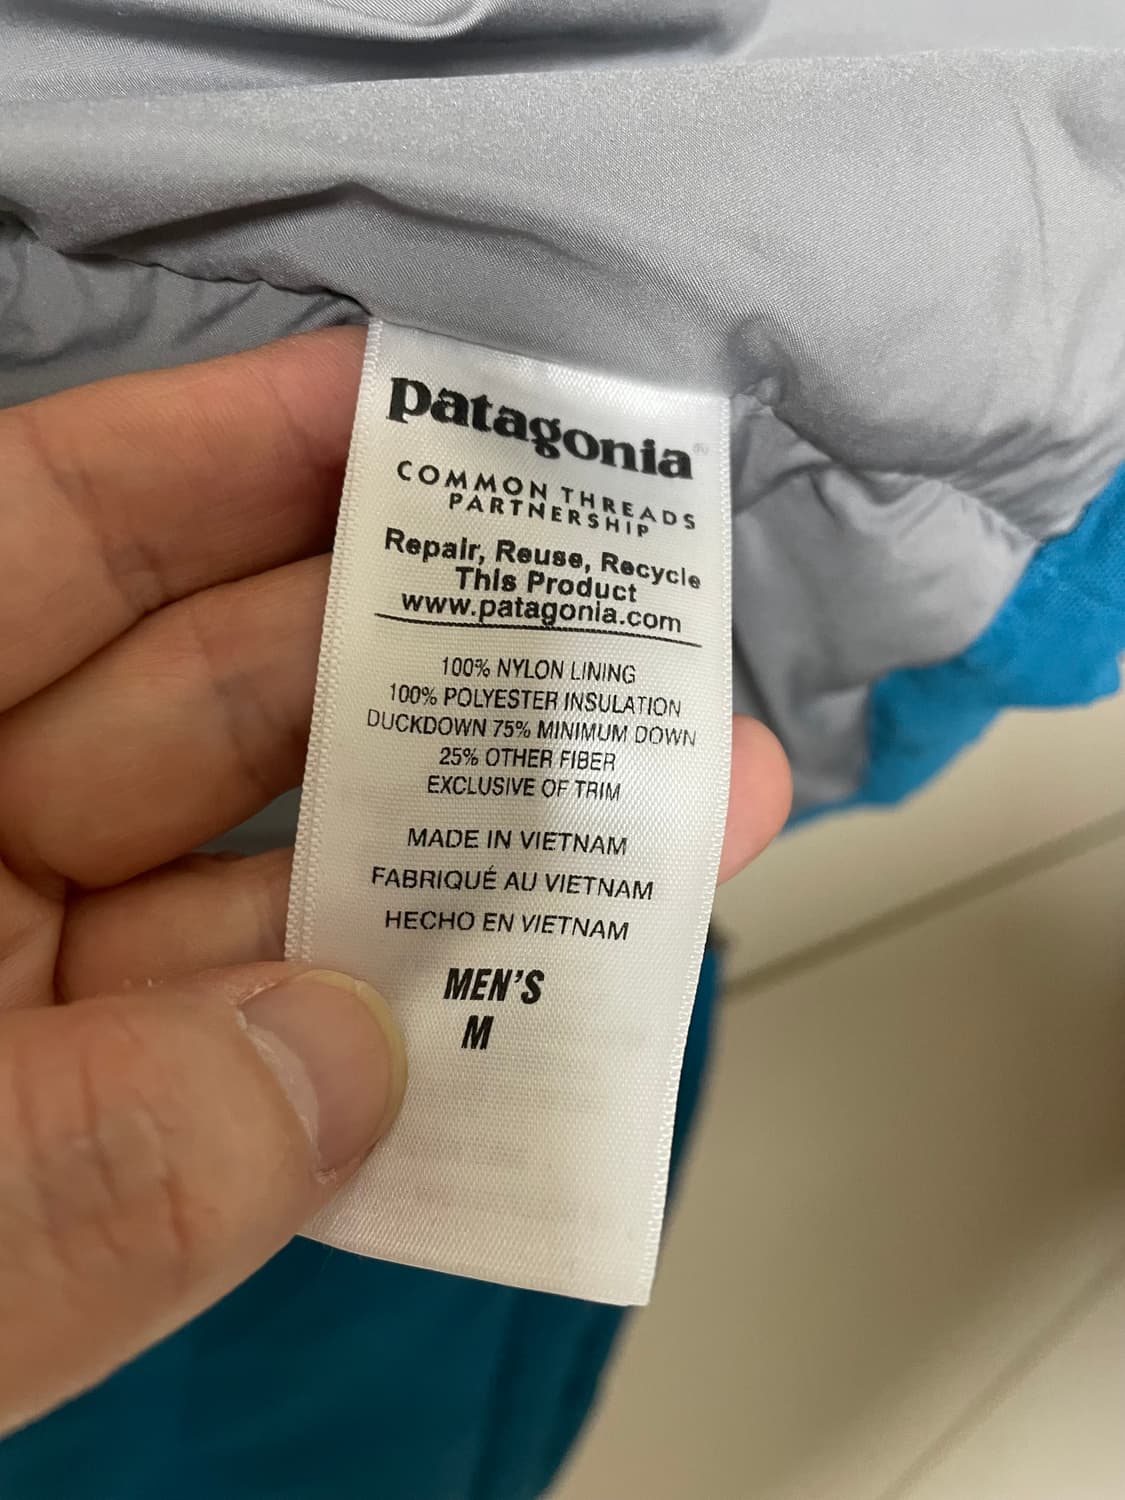 patagonia®
COMMON THREADS
PARTNERSHIP
Repair, Reuse, Recycle
This Product
www.patagonia.com
100% NYLON LINING
100% POLYESTER INSULATION
DUCKDOWN 75% MINIMUM DOWN
25% OTHER FIBER
EXCLUSIVE OF TRIM
MADE IN VIETNAM
FABRIQUÉ AU VIETNAM
HECHO EN VIETNAM
MEN'S
M